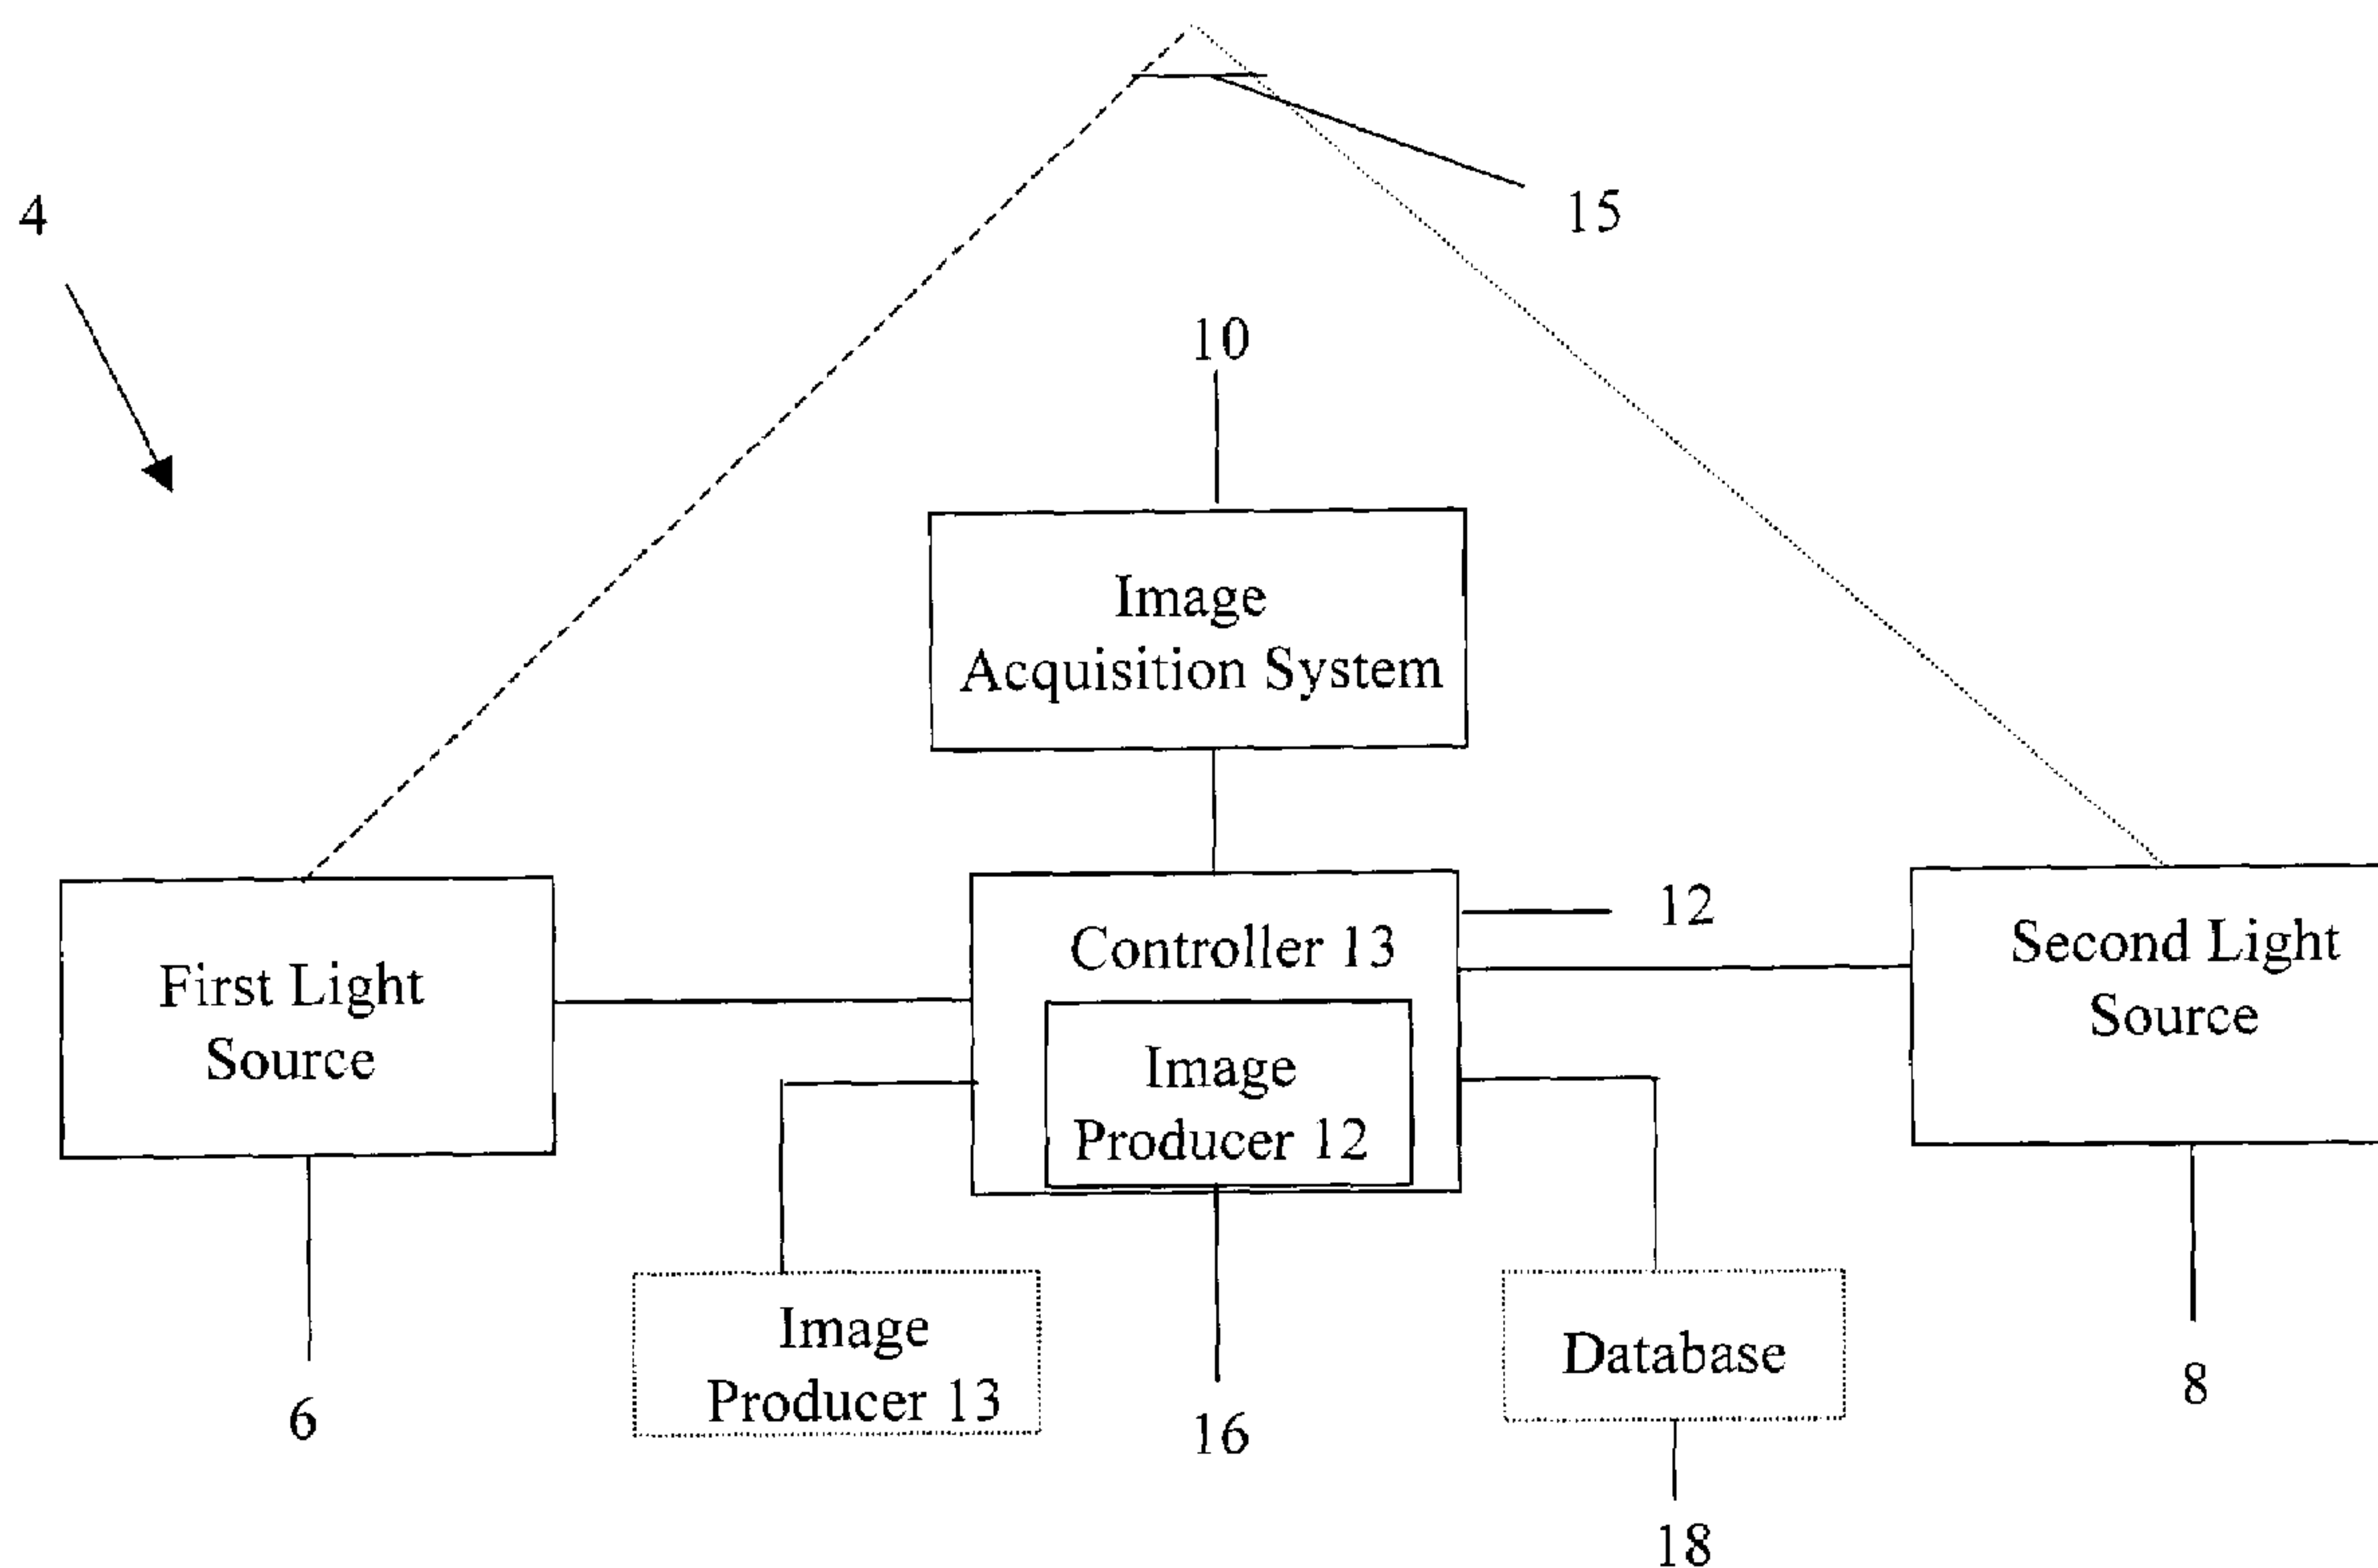 4
15
10
Image
Acquisition System
12
Controller 13
First Light
Source
Second Light
Source
Image
Producer 12
Image
Producer 13
Database
6
16
8
18